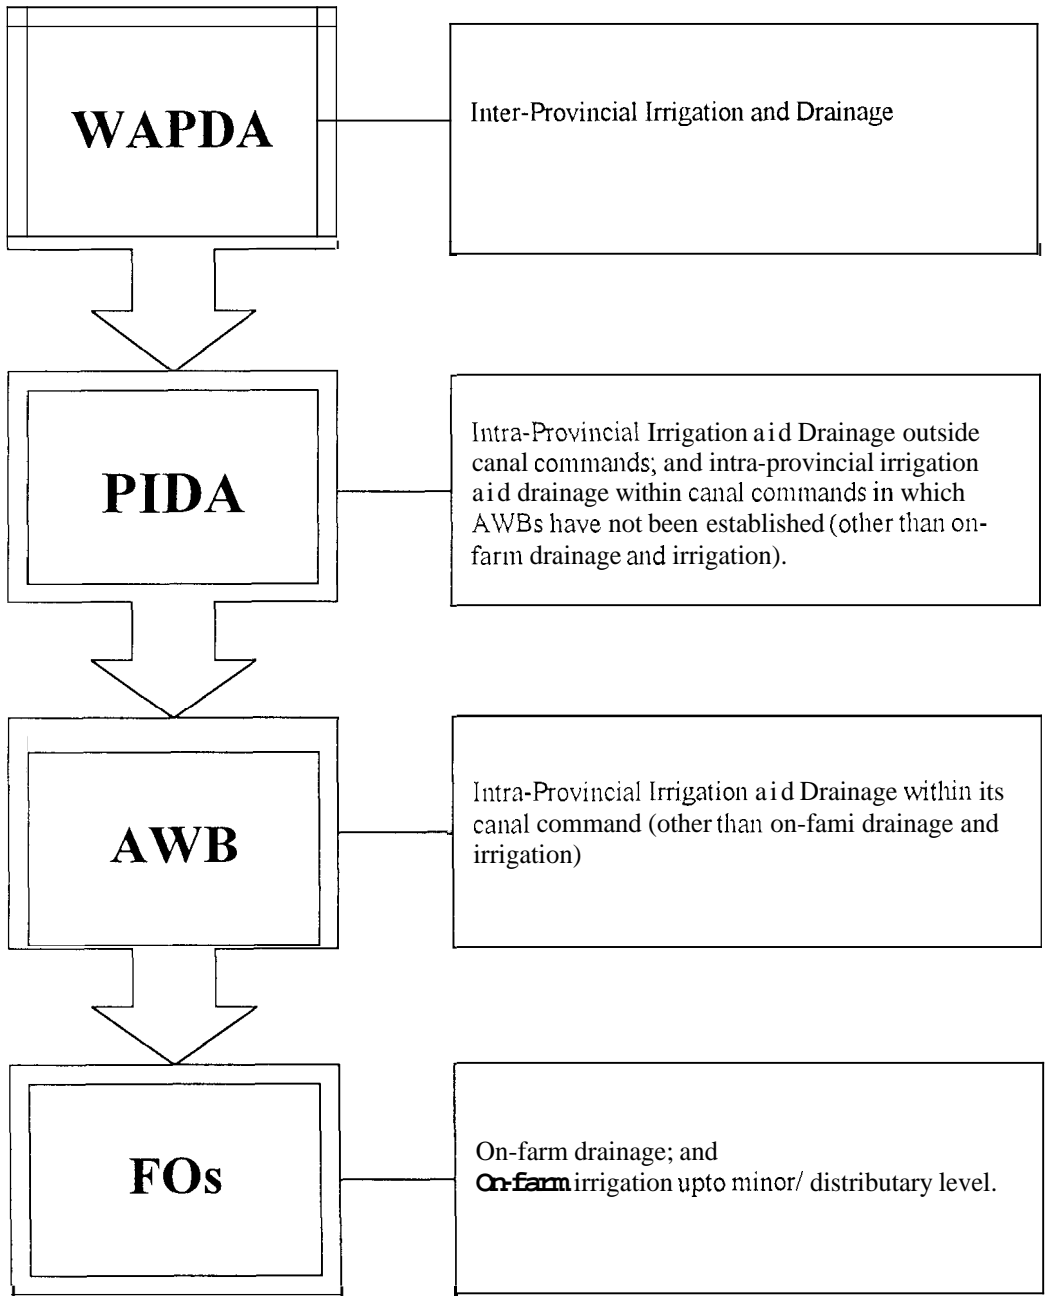 WAPDA
Inter-Provincial Irrigation and Drainage
PIDA
Intra-Provincial Irrigation aid Drainage outside
canal commands; and intra-provincial irrigation
aid drainage within canal commands in which
AWBs have not been established (other than on-
farm drainage and irrigation).
AWB
Intra-Provincial Irrigation aid Drainage within its
canal command (other than on-fami drainage and
irrigation)
FOs
On-farm drainage; and
On-farm irrigation upto minor/ distributary level.